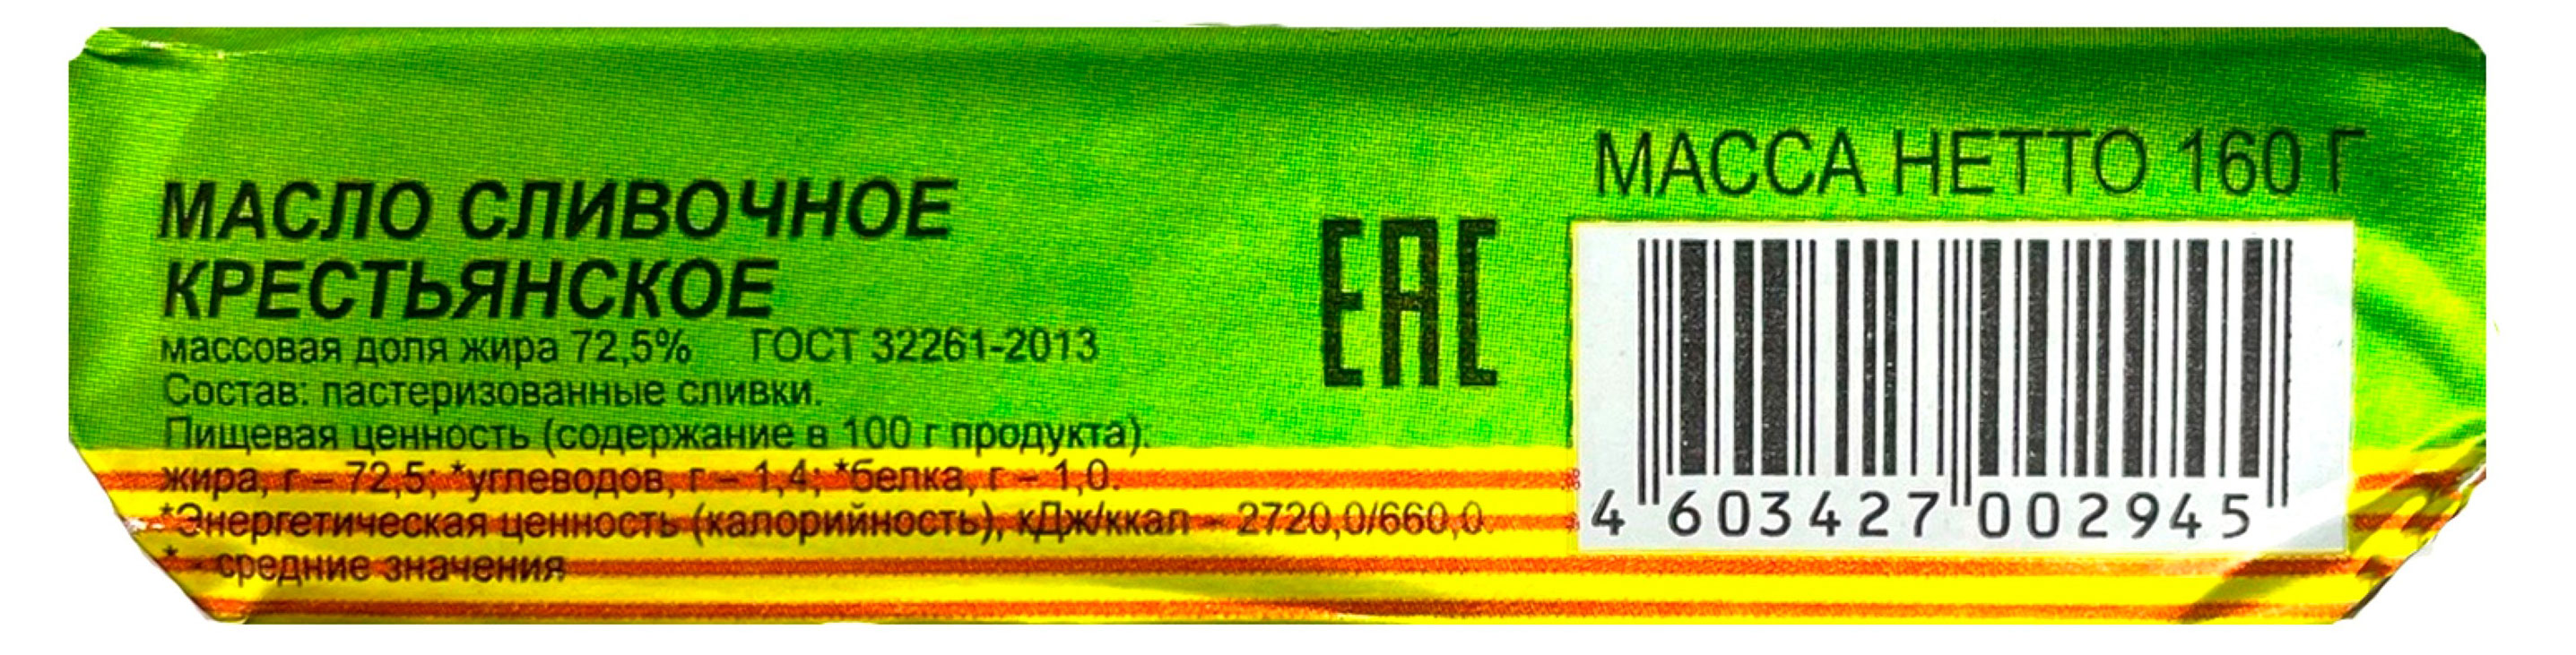 МАСЛО СЛИВОЧНОЕ
КРЕСТЬЯНСКОЕ
массовая доля жира 72,5% ГОСТ 32261-2013
Состав: пастеризованные сливки.
Пищевая ценность (содержание в 100 г продукта):
жира, г – 72,5; *углеводов, г – 1,4; *белка, г – 1,0.
*Энергетическая ценность (калорийность), кДж/ккал – 2720,0/660,0.
* - средние значения
ЕАС
МАССА НЕТТО 160 Г
4 603427 002945